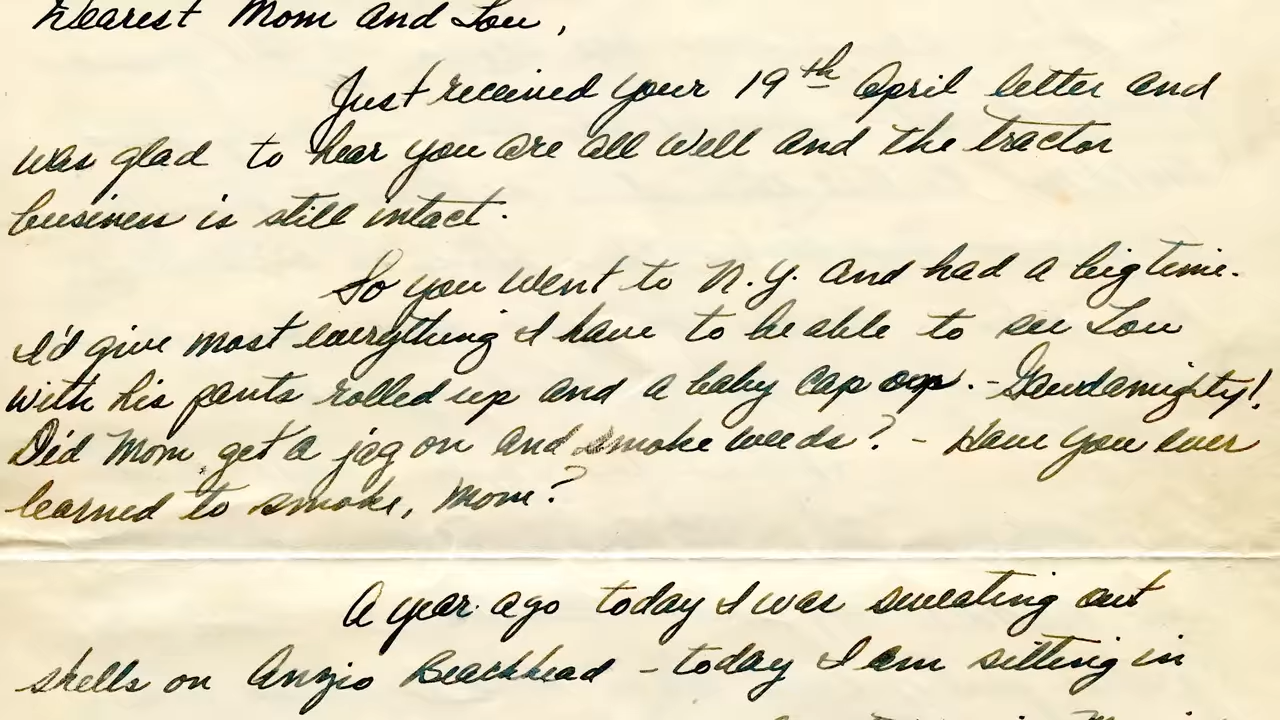 Dearest Mom and Lou,
Just received your 19th April letter and
was glad to hear you are all well and the tractor
business is still intact.
So you went to N.Y. and had a big time.
I'd give most everything I have to be able to see Lou
with his pants rolled up and a baby cap on. - Gawdamighty!
Did Mom get a jag on and smoke weeds? - Have you ever
learned to smoke, Mom?
A year ago today I was sweating out
shells on Anzio Beachhead - today I am sitting in